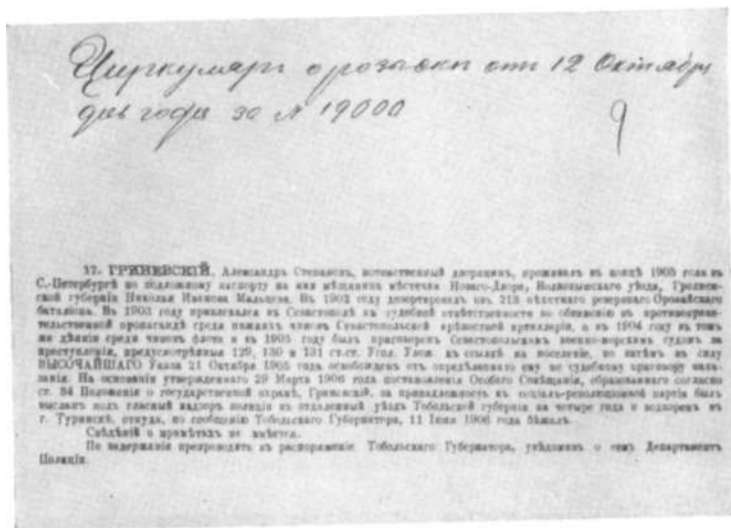 Циркуляръ о розыскѣ отъ 12 Октября
906 года за № 19000
9
37. ГРИНЕВСКІЙ, Александръ Степановъ, потомственный дворянинъ, проживалъ въ концѣ 1905 года въ
С.-Петербургѣ по подложному паспорту на имя мѣщанина мѣстечка Новаго-Двора, Волковыскаго уѣзда, Гроднен-
ской губерніи Николая Иванова Мальцева. Въ 1902 году дезертировалъ изъ 213 пѣхотнаго резервнаго Оровайскаго
баталіона. Въ 1903 году привлекался въ Севастополѣ къ судебной отвѣтственности по обвиненію въ противоправи-
тельственной пропагандѣ среди нижнихъ чиновъ Севастопольской крѣпостной артиллеріи, а въ 1904 году въ томъ
же дѣяніи среди чиновъ флота и въ 1905 году былъ приговоренъ Севастопольскимъ военно-морскимъ судомъ за
преступленія, предусмотрѣнныя 129, 130 и 131 ст.ст. Угол. Улож. къ ссылкѣ на поселеніе, но затѣмъ въ силу
ВЫСОЧАЙШАГО Указа 21 Октября 1905 года освобожденъ отъ опредѣленнаго ему по судебному приговору нака-
занія. На основаніи утвержденнаго 29 Марта 1906 года постановленія Особаго Совѣщанія, образованнаго согласно
ст. 34 Положенія о государственной охранѣ, Гриневскій, за принадлежность къ соціалъ-революціонной партіи былъ
высланъ подъ гласный надзоръ полиціи въ отдаленный уѣздъ Тобольской губерніи на четыре года и водворенъ въ
г. Туринскѣ, откуда, по сообщенію Тобольскаго Губернатора, 11 Іюня 1906 года бѣжалъ.
Свѣдѣній о примѣтахъ не имѣется.
По задержаніи препроводить въ распоряженіе Тобольскаго Губернатора, увѣдомивъ о семъ Департаментъ
Полиціи.